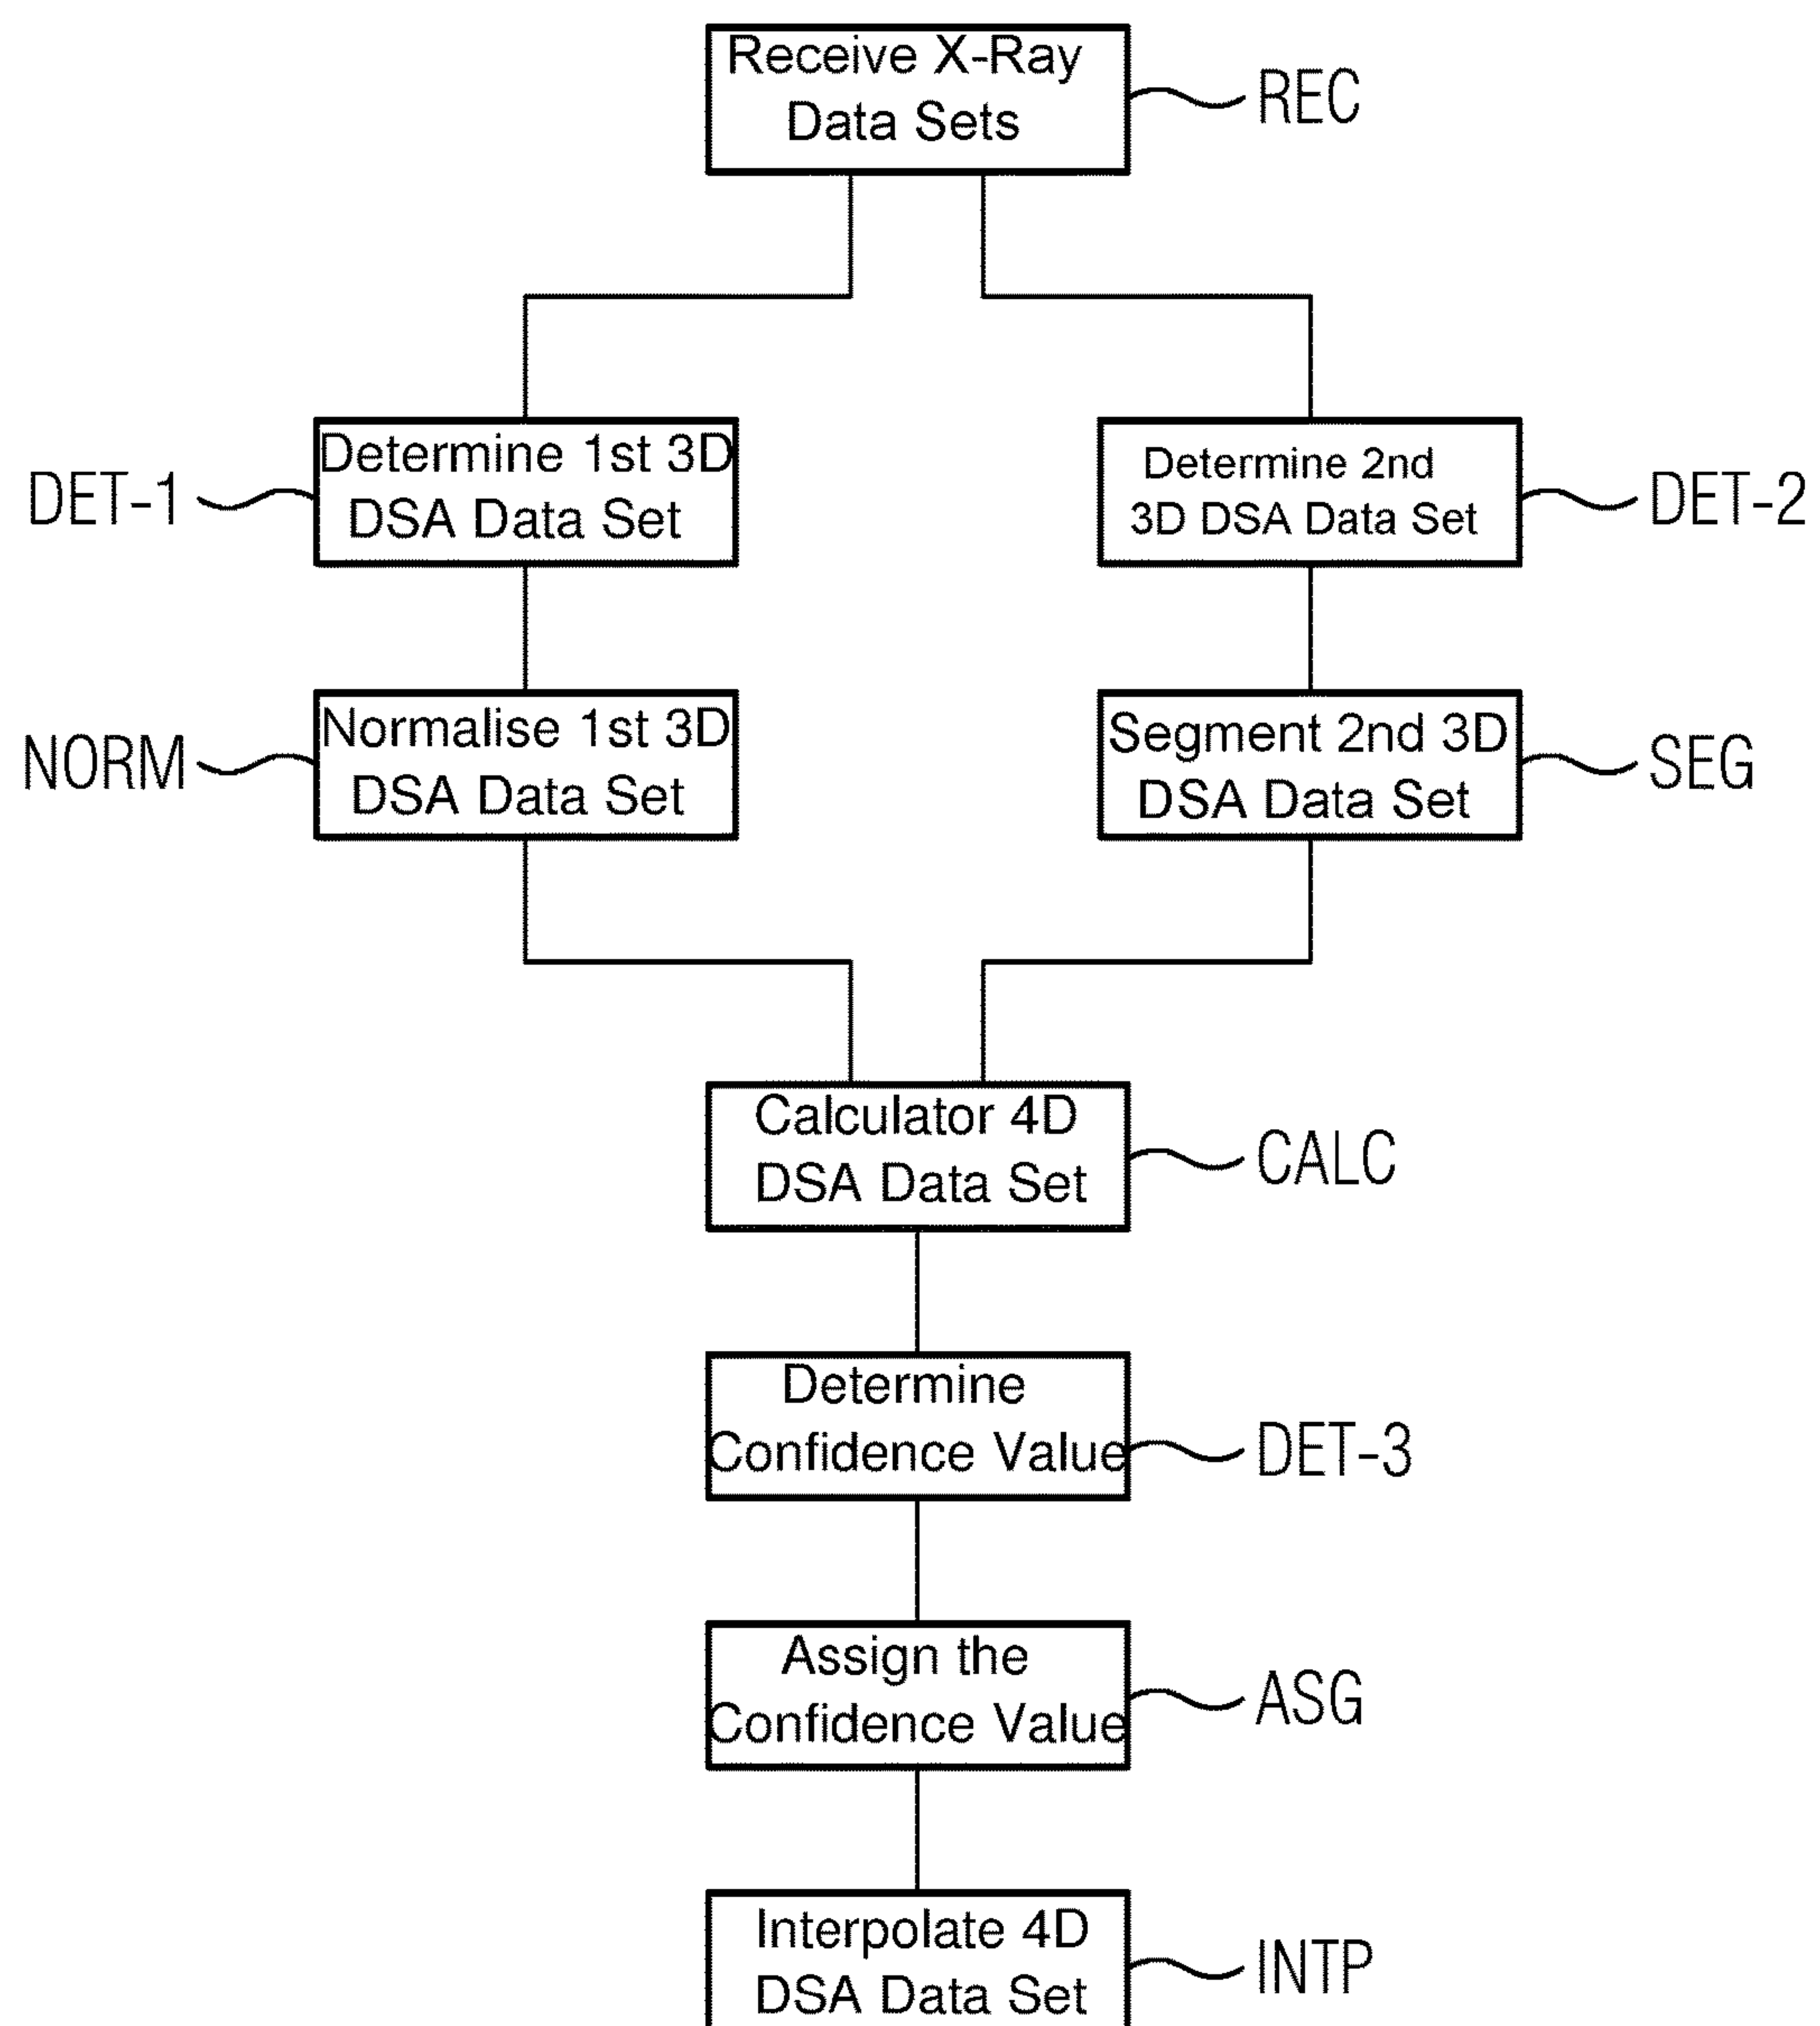 Receive X-Ray
Data Sets
REC
Determine 1st 3D
DSA Data Set
DET-1
Determine 2nd
3D DSA Data Set
DET-2
Normalise 1st 3D
DSA Data Set
NORM
Segment 2nd 3D
DSA Data Set
SEG
Calculator 4D
DSA Data Set
CALC
Determine
Confidence Value
DET-3
Assign the
Confidence Value
ASG
Interpolate 4D
DSA Data Set
INTP